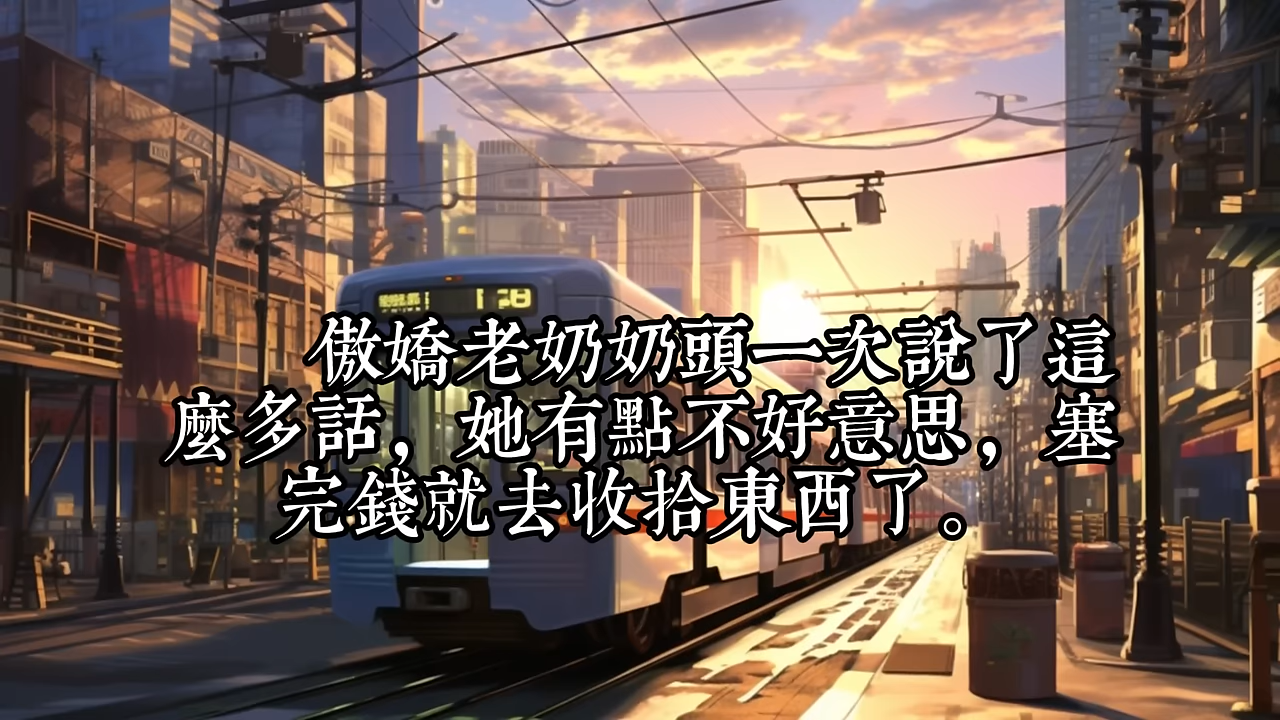 傲嬌老奶奶頭一次說了這
麼多話，她有點不好意思，塞
完錢就去收拾東西了。